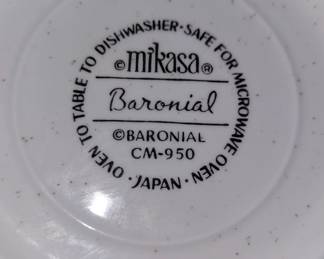 OVEN TO TABLE TO DISHWASHER · SAFE FOR MICROWAVE OVEN · JAPAN ·
©mikasa®
Baronial
©BARONIAL
CM-950